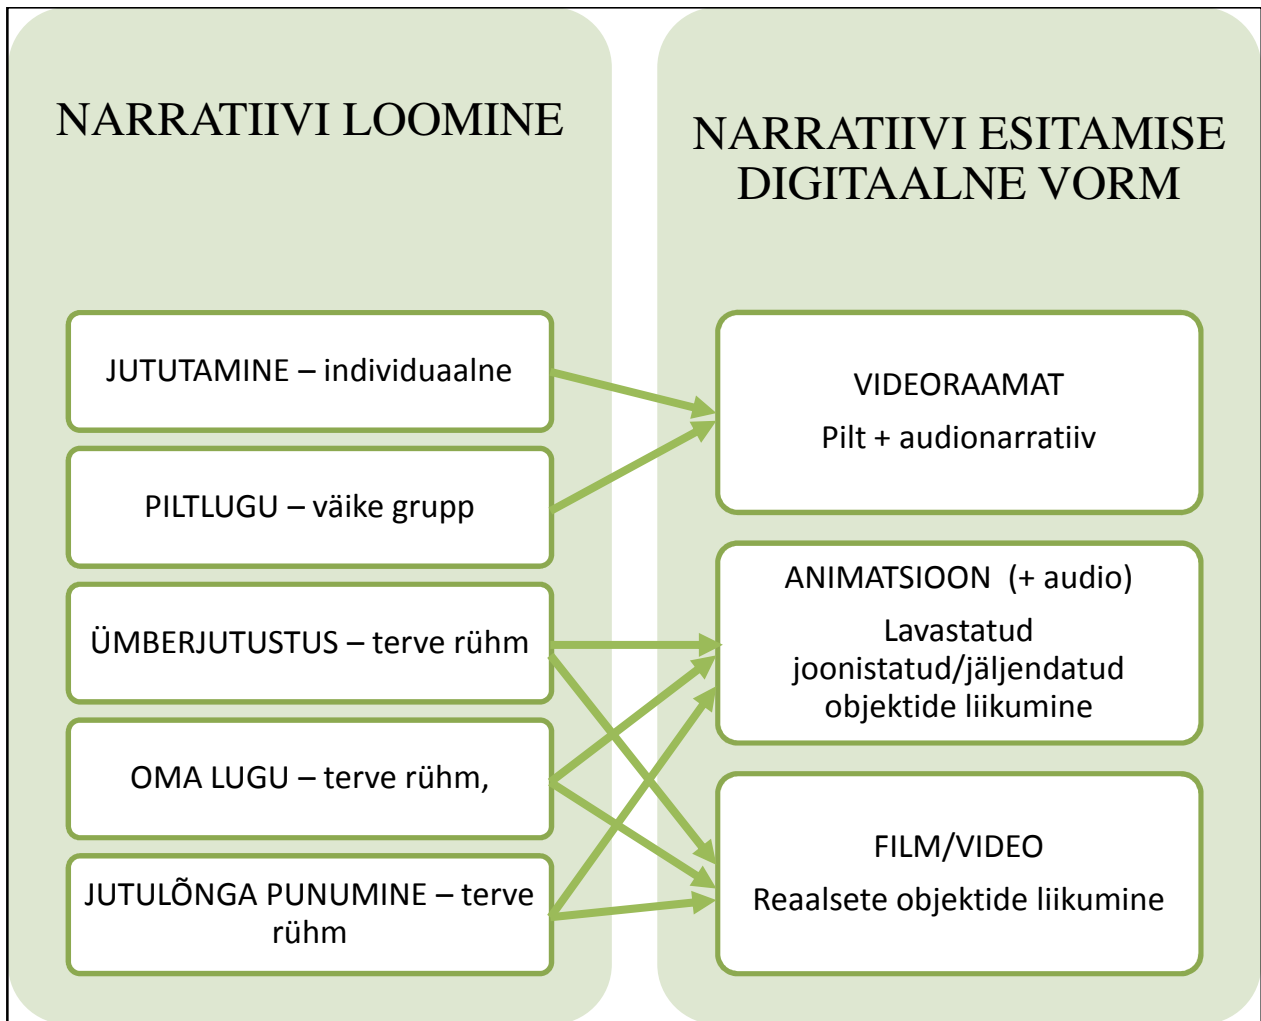 NARRATIIVI LOOMINE
JUTUTAMINE – individuaalne
PILTLUGU – väike grupp
ÜMBERJUTUSTUS – terve rühm
OMA LUGU – terve rühm,
JUTULÕNGA PUNUMINE – terve
rühm
NARRATIIVI ESITAMISE
DIGITAALNE VORM
VIDEORAAMAT
Pilt + audionarratiiv
ANIMATSIOON (+ audio)
Lavastatud
joonistatud/jäljendatud
objektide liikumine
FILM/VIDEO
Reaalsete objektide liikumine